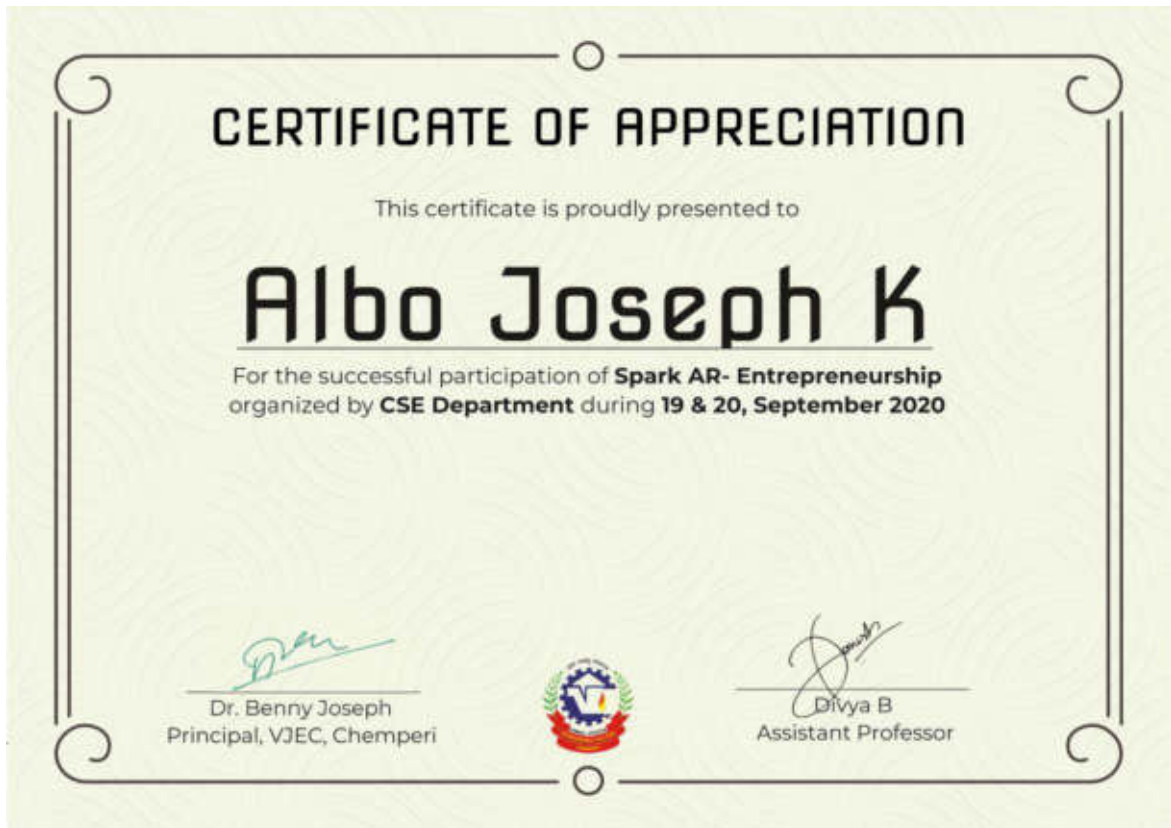 CERTIFICATE OF APPRECIATION
This certificate is proudly presented to
Albo Joseph K
For the successful participation of Spark AR- Entrepreneurship
organized by CSE Department during 19 & 20, September 2020
Dr. Benny Joseph
Principal, VJEC, Chemperi
Divya B
Assistant Professor